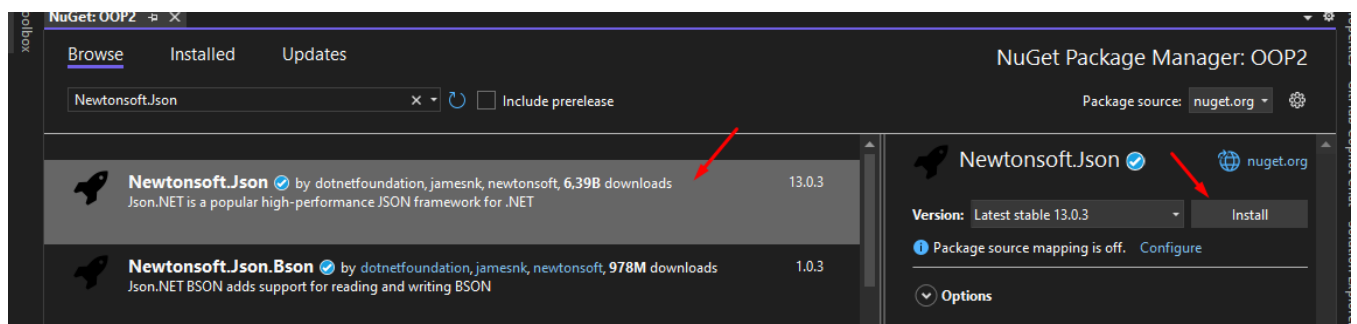 oolbox
NuGet: OOP2
Browse Installed Updates
NuGet Package Manager: OOP2
Newtonsoft.Json
Include prerelease
Package source: nuget.org
Newtonsoft.Json by dotnetfoundation, jamesnk, newtonsoft, 6,39B downloads 13.0.3
Json.NET is a popular high-performance JSON framework for .NET
Newtonsoft.Json.Bson by dotnetfoundation, jamesnk, newtonsoft, 978M downloads 1.0.3
Json.NET BSON adds support for reading and writing BSON
Newtonsoft.Json nuget.org
Version: Latest stable 13.0.3 Install
Package source mapping is off. Configure
Options